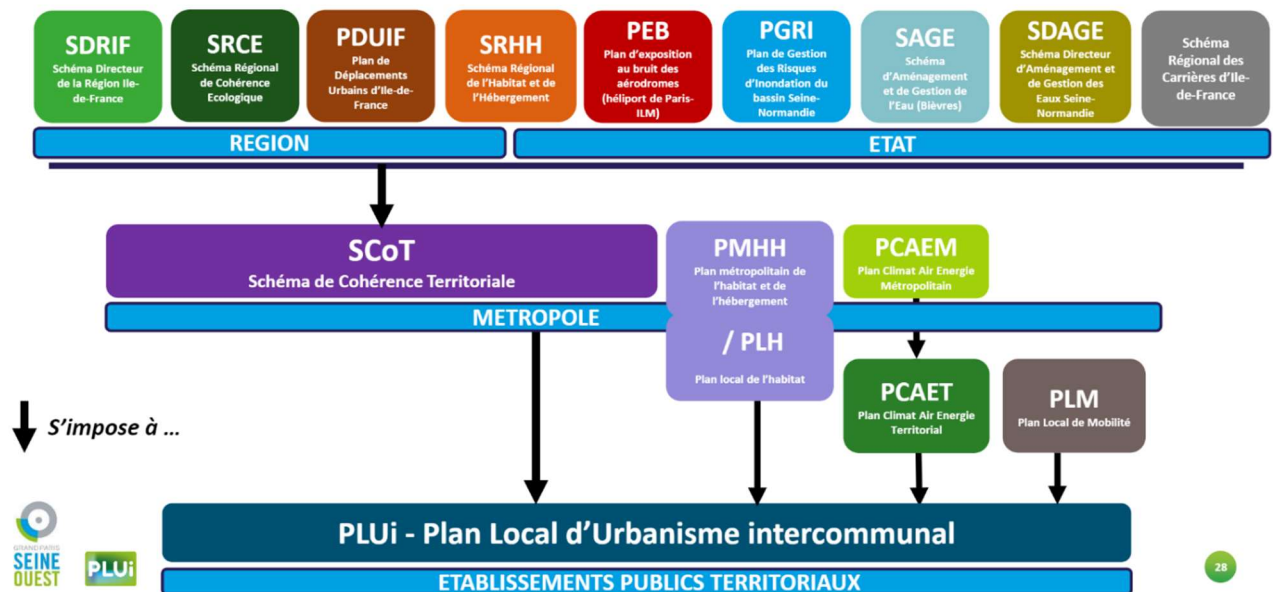 SDRIF
Schéma Directeur
de la Région Ile-
de-France
SRCE
Schéma Régional
de Cohérence
Ecologique
PDUIF
Plan de
Déplacements
Urbains d'Ile-de-
France
SRHH
Schéma Régional
de l'Habitat et de
l'Hébergement
PEB
Plan d'exposition
au bruit des
aérodromes
(héliport de Paris-
ILM)
PGRI
Plan de Gestion
des Risques
d'Inondation du
bassin Seine-
Normandie
SAGE
Schéma
d'Aménagement
et de Gestion de
l'Eau (Bièvres)
SDAGE
Schéma Directeur
d'Aménagement et
de Gestion des
Eaux Seine-
Normandie
Schéma
Régional des
Carrières d'Ile-
de-France
REGION
ETAT
SCoT
Schéma de Cohérence Territoriale
PMHH
Plan métropolitain de
l'habitat et de
l'hébergement
PCAEM
Plan Climat Air Energie
Métropolitain
METROPOLE
/ PLH
Plan local de l'habitat
PCAET
Plan Climat Air Energie
Territorial
PLM
Plan Local de Mobilité
S'impose à ...
PLUi - Plan Local d'Urbanisme intercommunal
ETABLISSEMENTS PUBLICS TERRITORIAUX
GRAND PARIS
SEINE
OUEST
PLUi
28